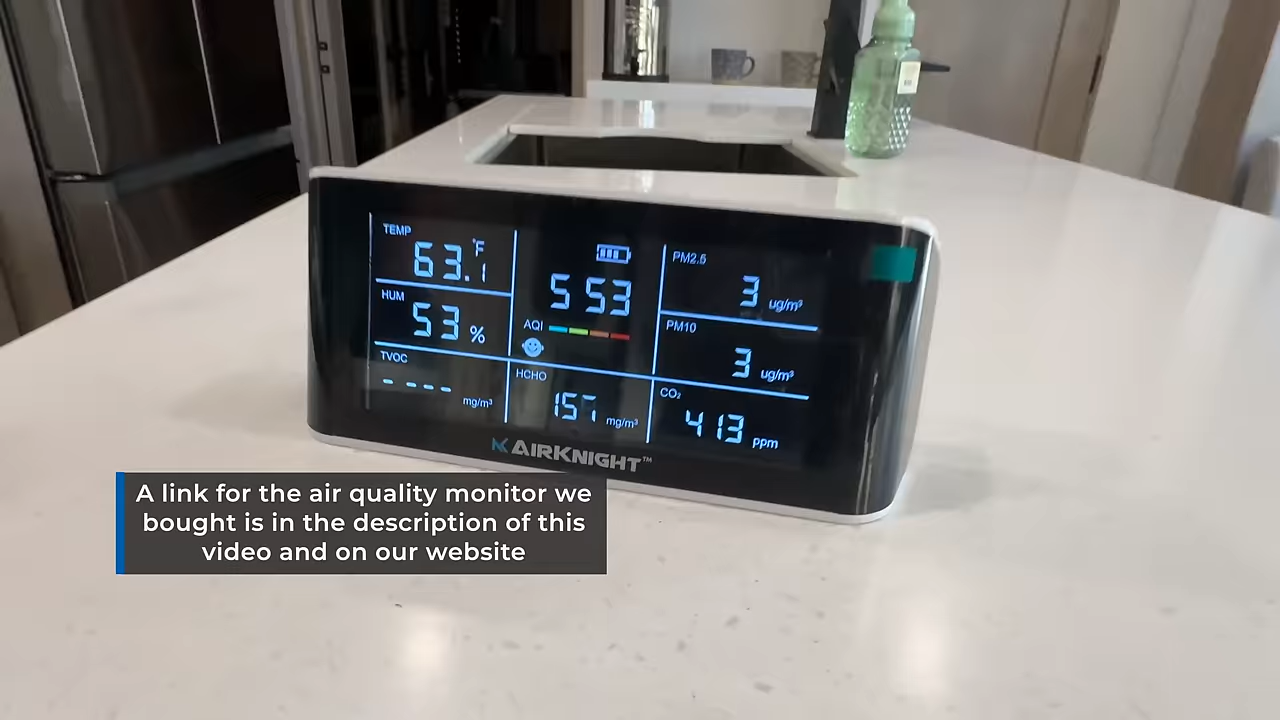 TEMP
63.1 °F
HUM
53 %
TVOC
---- mg/m³
5 53
AQI
HCHO
157 mg/m³
PM2.5
3 ug/m³
PM10
3 ug/m³
CO₂
413 ppm
AIRKNIGHT™
A link for the air quality monitor we
bought is in the description of this
video and on our website